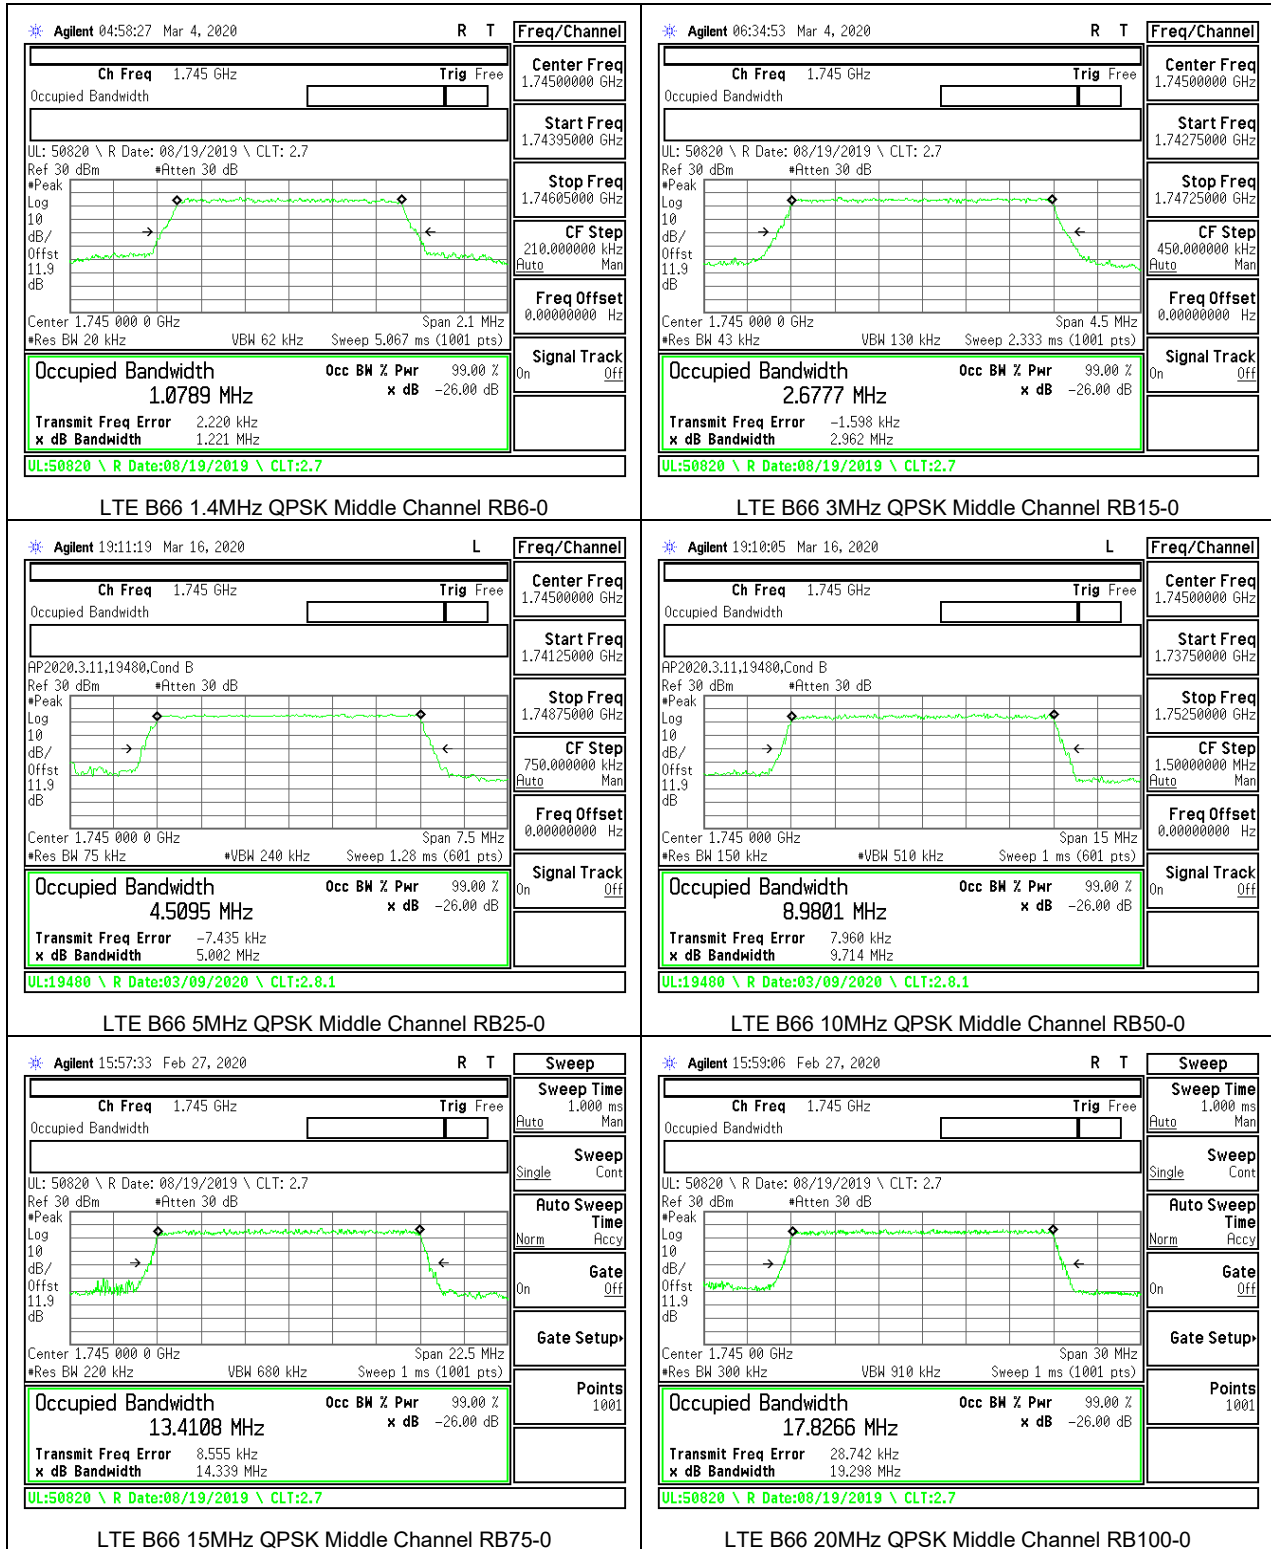 Agilent 04:58:27 Mar 4, 2020 R T Freq/Channel
Ch Freq 1.745 GHz Trig Free
Occupied Bandwidth
Center Freq
1.74500000 GHz
Start Freq
1.74395000 GHz
UL: 50820 \ R Date: 08/19/2019 \ CLT: 2.7
Ref 30 dBm #Atten 30 dB
#Peak
Log
10
dB/
Offst
11.9
dB
Stop Freq
1.74605000 GHz
CF Step
210.000000 kHz
Auto Man
Freq Offset
0.00000000 Hz
Center 1.745 000 0 GHz Span 2.1 MHz
#Res BW 20 kHz VBW 62 kHz Sweep 5.067 ms (1001 pts)
Signal Track
On Off
Occupied Bandwidth Occ BW % Pwr 99.00 %
1.0789 MHz x dB -26.00 dB
Transmit Freq Error 2.220 kHz
x dB Bandwidth 1.221 MHz
UL:50820 \ R Date:08/19/2019 \ CLT:2.7
LTE B66 1.4MHz QPSK Middle Channel RB6-0
Agilent 06:34:53 Mar 4, 2020 R T Freq/Channel
Ch Freq 1.745 GHz Trig Free
Occupied Bandwidth
Center Freq
1.74500000 GHz
Start Freq
1.74275000 GHz
UL: 50820 \ R Date: 08/19/2019 \ CLT: 2.7
Ref 30 dBm #Atten 30 dB
#Peak
Log
10
dB/
Offst
11.9
dB
Stop Freq
1.74725000 GHz
CF Step
450.000000 kHz
Auto Man
Freq Offset
0.00000000 Hz
Center 1.745 000 0 GHz Span 4.5 MHz
#Res BW 43 kHz VBW 130 kHz Sweep 2.333 ms (1001 pts)
Signal Track
On Off
Occupied Bandwidth Occ BW % Pwr 99.00 %
2.6777 MHz x dB -26.00 dB
Transmit Freq Error -1.598 kHz
x dB Bandwidth 2.962 MHz
UL:50820 \ R Date:08/19/2019 \ CLT:2.7
LTE B66 3MHz QPSK Middle Channel RB15-0
Agilent 19:11:19 Mar 16, 2020 L Freq/Channel
Ch Freq 1.745 GHz Trig Free
Occupied Bandwidth
Center Freq
1.74500000 GHz
Start Freq
1.74125000 GHz
AP2020.3.11,19480,Cond B
Ref 30 dBm #Atten 30 dB
#Peak
Log
10
dB/
Offst
11.9
dB
Stop Freq
1.74875000 GHz
CF Step
750.000000 kHz
Auto Man
Freq Offset
0.00000000 Hz
Center 1.745 000 0 GHz Span 7.5 MHz
#Res BW 75 kHz #VBW 240 kHz Sweep 1.28 ms (601 pts)
Signal Track
On Off
Occupied Bandwidth Occ BW % Pwr 99.00 %
4.5095 MHz x dB -26.00 dB
Transmit Freq Error -7.435 kHz
x dB Bandwidth 5.002 MHz
UL:19480 \ R Date:03/09/2020 \ CLT:2.8.1
LTE B66 5MHz QPSK Middle Channel RB25-0
Agilent 19:10:05 Mar 16, 2020 L Freq/Channel
Ch Freq 1.745 GHz Trig Free
Occupied Bandwidth
Center Freq
1.74500000 GHz
Start Freq
1.73750000 GHz
AP2020.3.11,19480,Cond B
Ref 30 dBm #Atten 30 dB
#Peak
Log
10
dB/
Offst
11.9
dB
Stop Freq
1.75250000 GHz
CF Step
1.50000000 MHz
Auto Man
Freq Offset
0.00000000 Hz
Center 1.745 000 GHz Span 15 MHz
#Res BW 150 kHz #VBW 510 kHz Sweep 1 ms (601 pts)
Signal Track
On Off
Occupied Bandwidth Occ BW % Pwr 99.00 %
8.9801 MHz x dB -26.00 dB
Transmit Freq Error 7.960 kHz
x dB Bandwidth 9.714 MHz
UL:19480 \ R Date:03/09/2020 \ CLT:2.8.1
LTE B66 10MHz QPSK Middle Channel RB50-0
Agilent 15:57:33 Feb 27, 2020 R T Sweep
Ch Freq 1.745 GHz Trig Free
Occupied Bandwidth
Sweep Time
1.000 ms
Auto Man
Sweep
Single Cont
UL: 50820 \ R Date: 08/19/2019 \ CLT: 2.7
Ref 30 dBm #Atten 30 dB
#Peak
Log
10
dB/
Offst
11.9
dB
Auto Sweep
Time
Norm Accy
Gate
On Off
Gate Setup
Center 1.745 000 0 GHz Span 22.5 MHz
#Res BW 220 kHz VBW 680 kHz Sweep 1 ms (1001 pts)
Points
1001
Occupied Bandwidth Occ BW % Pwr 99.00 %
13.4108 MHz x dB -26.00 dB
Transmit Freq Error 8.555 kHz
x dB Bandwidth 14.339 MHz
UL:50820 \ R Date:08/19/2019 \ CLT:2.7
LTE B66 15MHz QPSK Middle Channel RB75-0
Agilent 15:59:06 Feb 27, 2020 R T Sweep
Ch Freq 1.745 GHz Trig Free
Occupied Bandwidth
Sweep Time
1.000 ms
Auto Man
Sweep
Single Cont
UL: 50820 \ R Date: 08/19/2019 \ CLT: 2.7
Ref 30 dBm #Atten 30 dB
#Peak
Log
10
dB/
Offst
11.9
dB
Auto Sweep
Time
Norm Accy
Gate
On Off
Gate Setup
Center 1.745 00 GHz Span 30 MHz
#Res BW 300 kHz VBW 910 kHz Sweep 1 ms (1001 pts)
Points
1001
Occupied Bandwidth Occ BW % Pwr 99.00 %
17.8266 MHz x dB -26.00 dB
Transmit Freq Error 28.742 kHz
x dB Bandwidth 19.298 MHz
UL:50820 \ R Date:08/19/2019 \ CLT:2.7
LTE B66 20MHz QPSK Middle Channel RB100-0